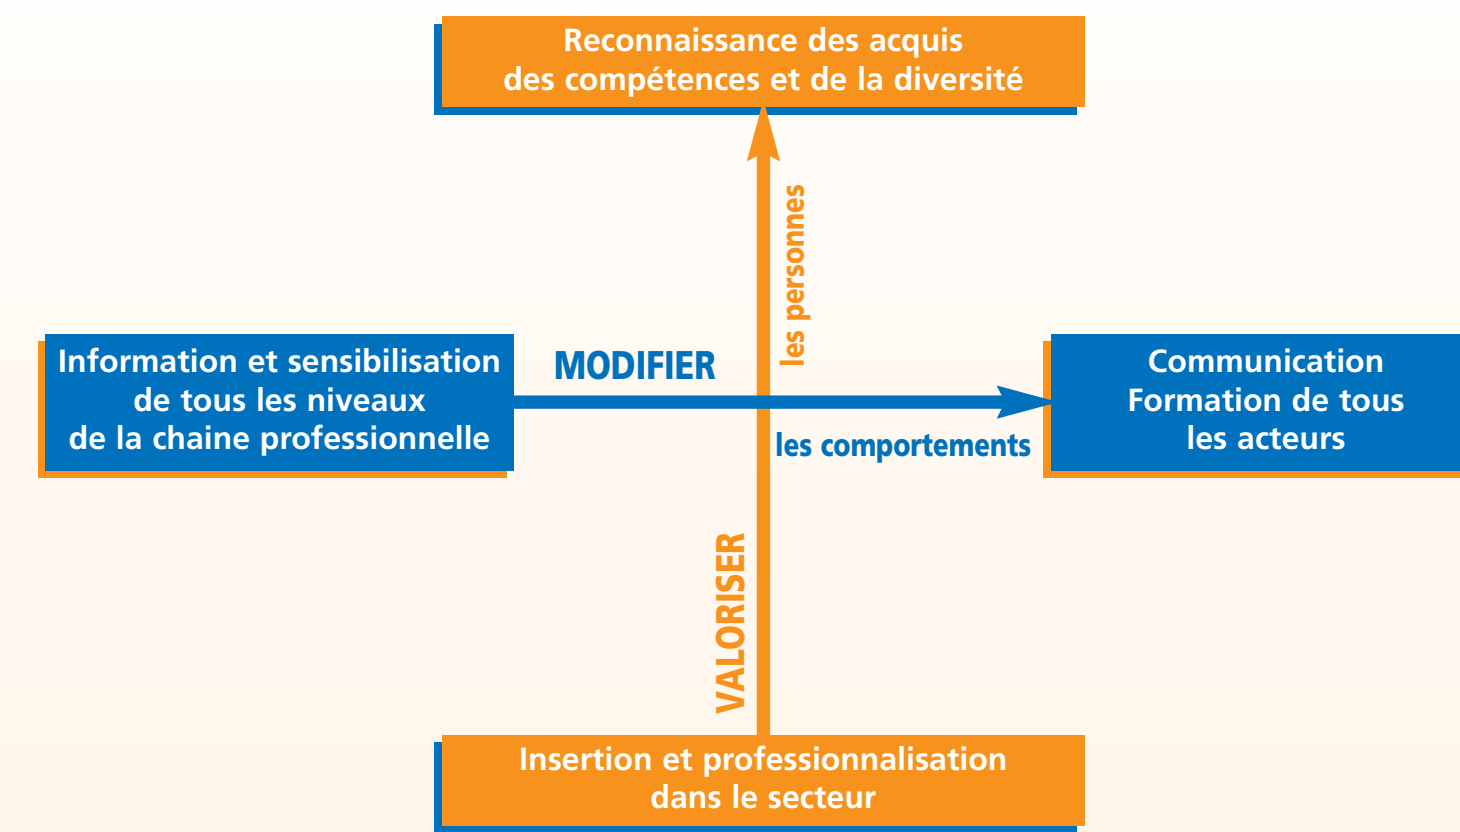 Reconnaissance des acquis
des compétences et de la diversité
les personnes
Information et sensibilisation
de tous les niveaux
de la chaine professionnelle
MODIFIER
les comportements
Communication
Formation de tous
les acteurs
VALORISER
Insertion et professionnalisation
dans le secteur